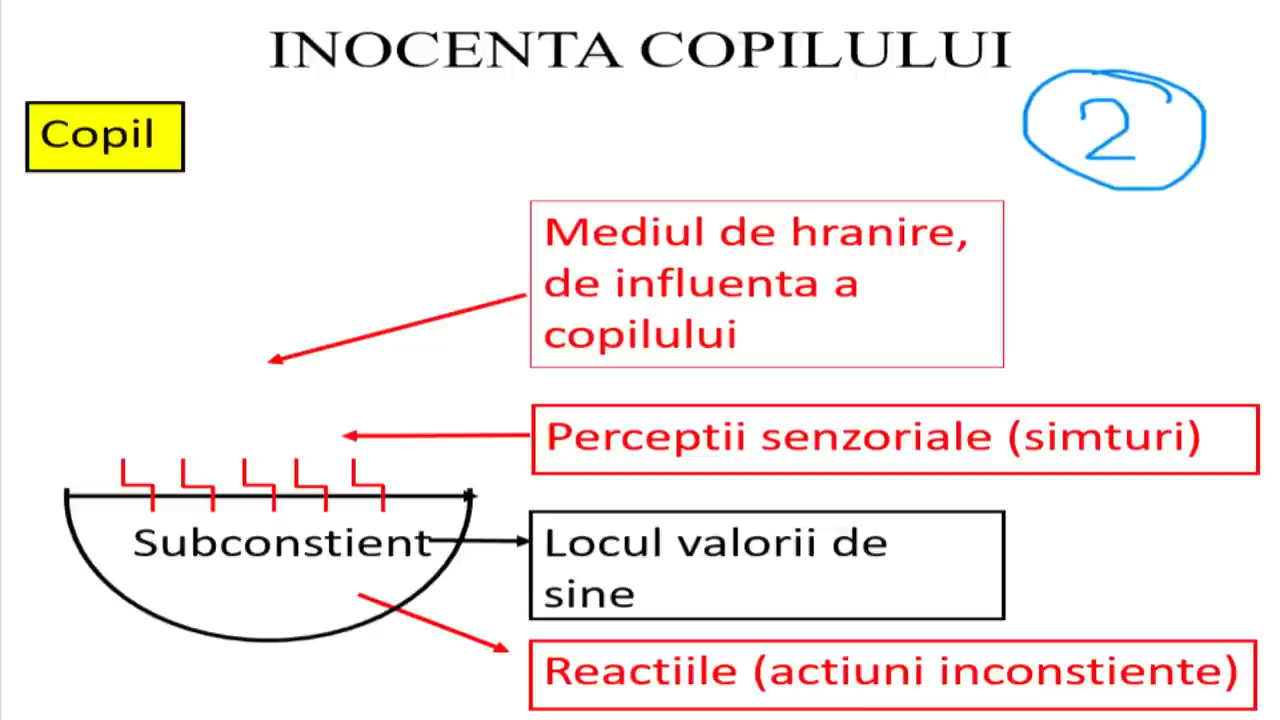 INOCENTA COPILULUI
2
Copil
Mediul de hranire,
de influenta a
copilului
Perceptii senzoriale (simturi)
Subconstient
Locul valorii de
sine
Reactiile (actiuni inconstiente)